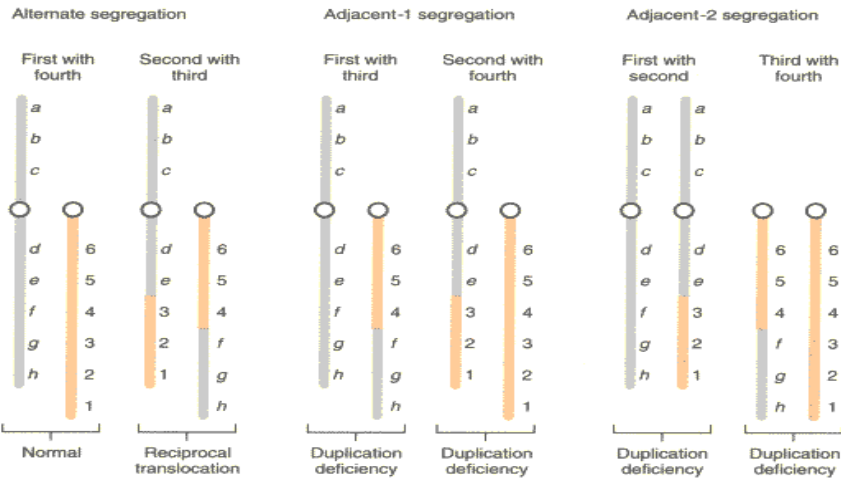 Alternate segregation Adjacent-1 segregation Adjacent-2 segregation
First with fourth Second with third First with third Second with fourth First with second Third with fourth
a a a a a a
b b b b b b
c c c c c c
d 6 d 6 d 6 d 6 d d 6 6
e 5 e 5 e 5 e 5 e e 5 5
f 4 3 4 f 4 3 4 f 3 4 4
g 3 2 f g f 2 3 g 2 f 3
h 2 1 g h g 1 2 h 1 g 2
1 h h 1 h 1
Normal Reciprocal translocation Duplication deficiency Duplication deficiency Duplication deficiency Duplication deficiency